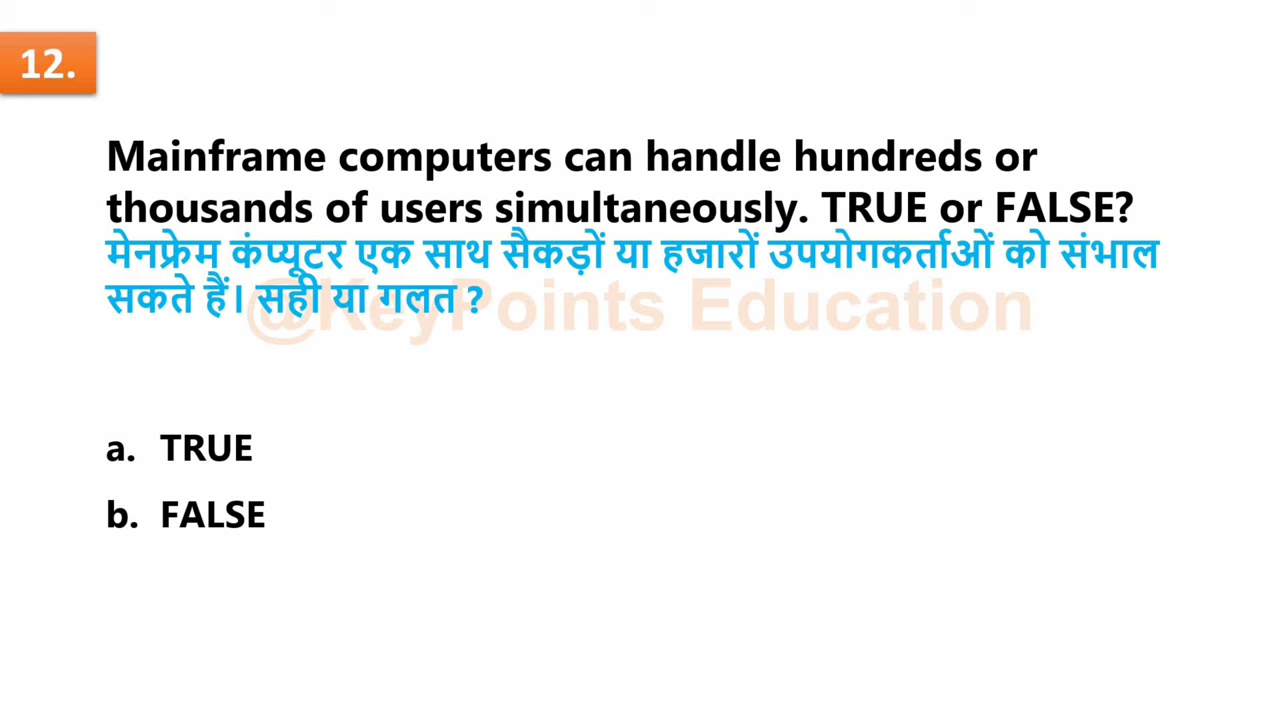 12.
Mainframe computers can handle hundreds or
thousands of users simultaneously. TRUE or FALSE?
मेनफ्रेम कंप्यूटर एक साथ सैकड़ों या हजारों उपयोगकर्ताओं को संभाल
सकते हैं। सही या गलत ?
@KeyPoints Education
a. TRUE
b. FALSE